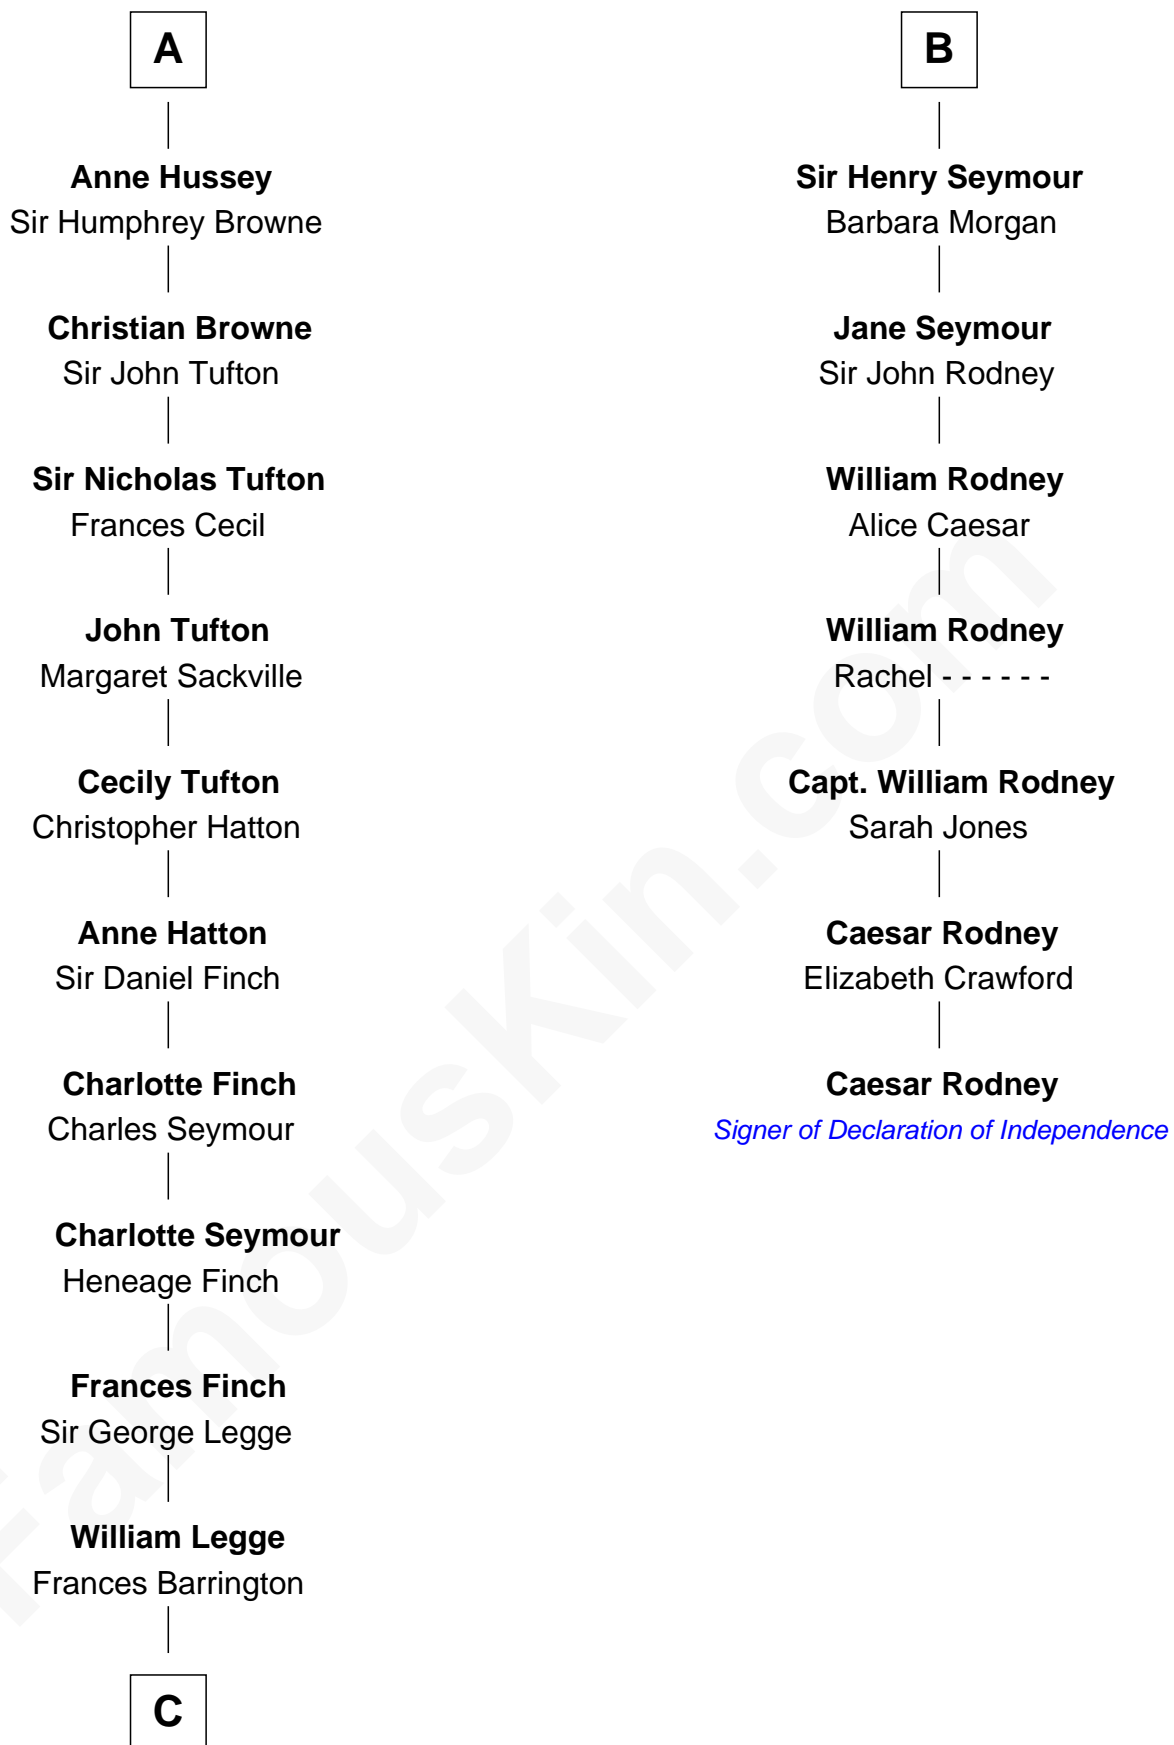 A
Anne Hussey
Sir Humphrey Browne
Christian Browne
Sir John Tufton
Sir Nicholas Tufton
Frances Cecil
John Tufton
Margaret Sackville
Cecily Tufton
Christopher Hatton
Anne Hatton
Sir Daniel Finch
Charlotte Finch
Charles Seymour
Charlotte Seymour
Heneage Finch
Frances Finch
Sir George Legge
William Legge
Frances Barrington
C
B
Sir Henry Seymour
Barbara Morgan
Jane Seymour
Sir John Rodney
William Rodney
Alice Caesar
William Rodney
Rachel - - - - - -
Capt. William Rodney
Sarah Jones
Caesar Rodney
Elizabeth Crawford
Caesar Rodney
Signer of Declaration of Independence
FamousKin.com